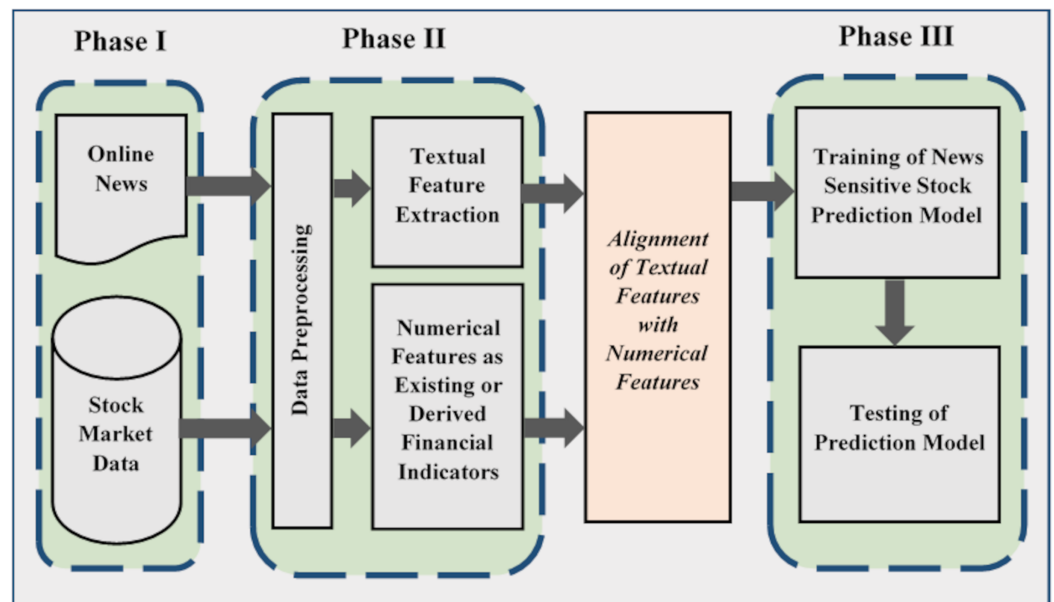 Phase I
Online
News
Stock
Market
Data
Phase II
Data Preprocessing
Textual
Feature
Extraction
Numerical
Features as
Existing or
Derived
Financial
Indicators
Alignment
of Textual
Features
with
Numerical
Features
Phase III
Training of News
Sensitive Stock
Prediction Model
Testing of
Prediction Model